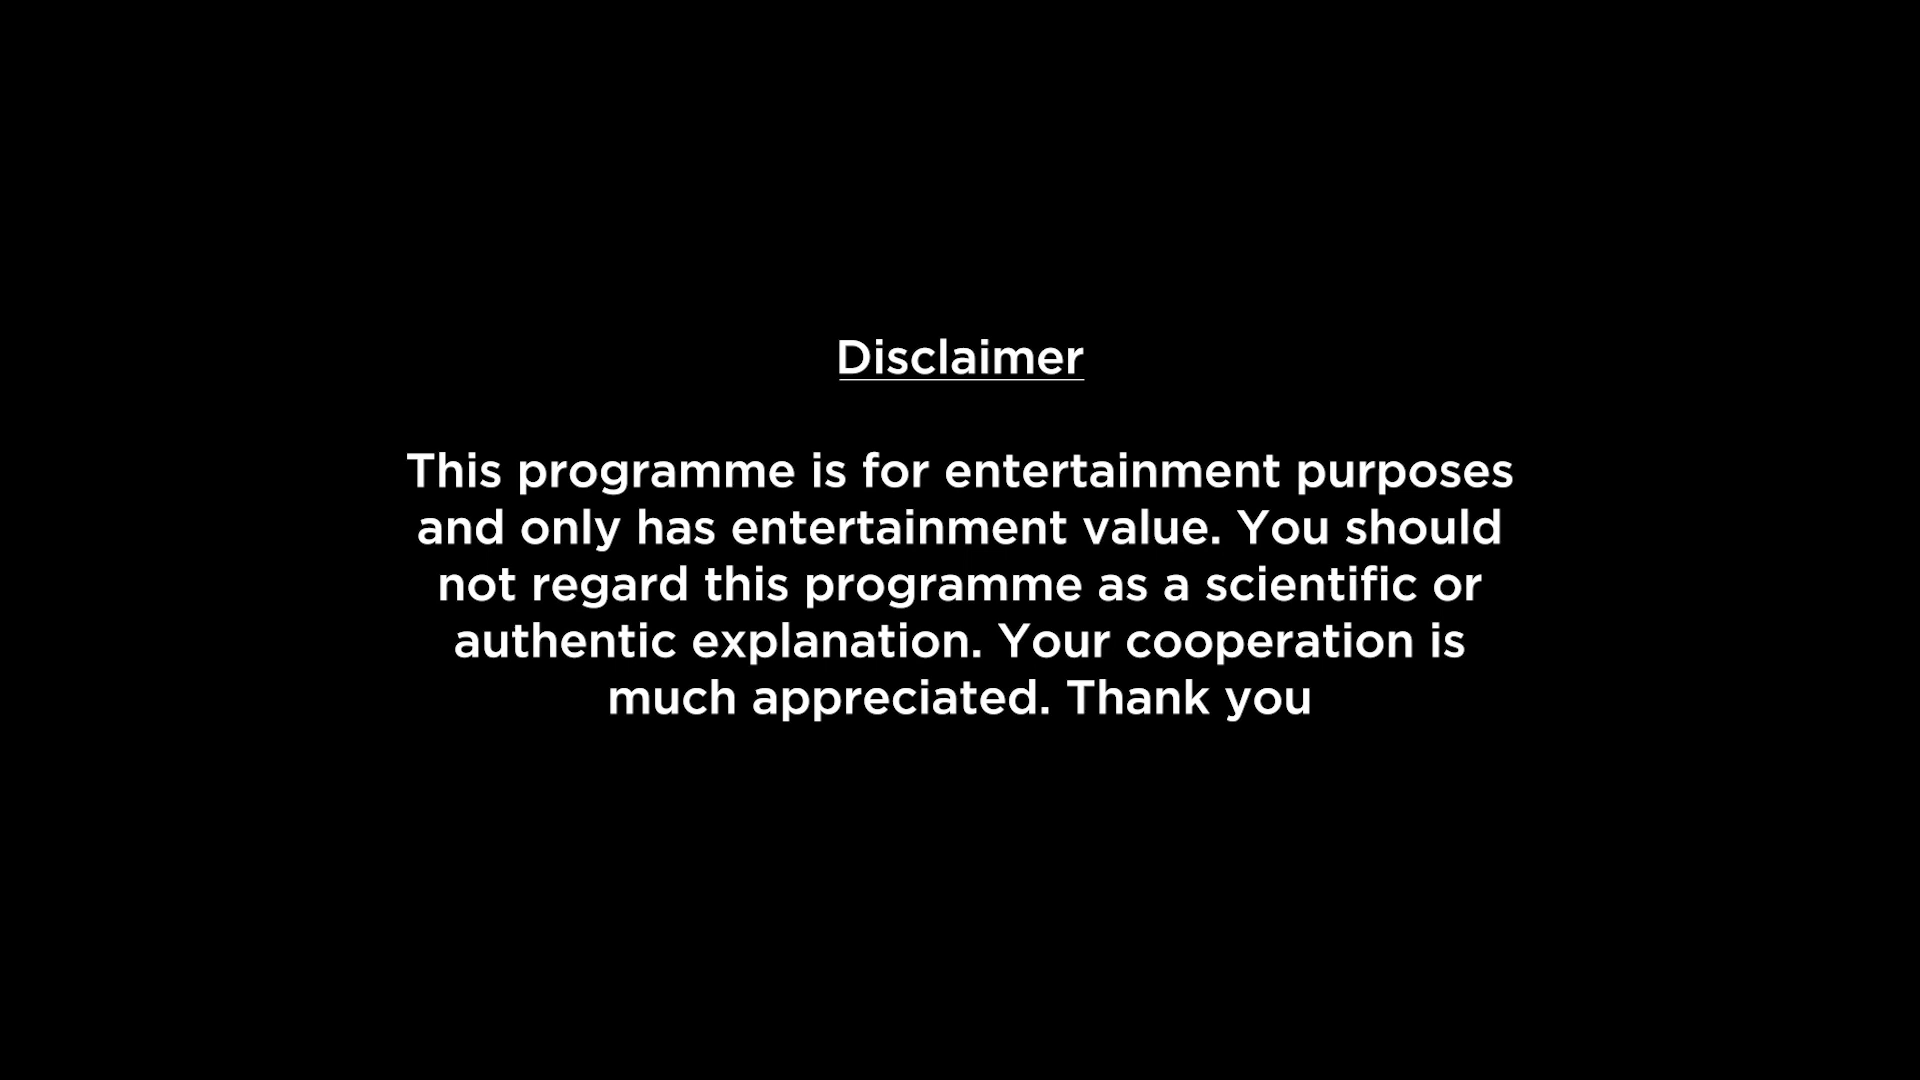 Disclaimer
This programme is for entertainment purposes
and only has entertainment value. You should
not regard this programme as a scientific or
authentic explanation. Your cooperation is
much appreciated. Thank you